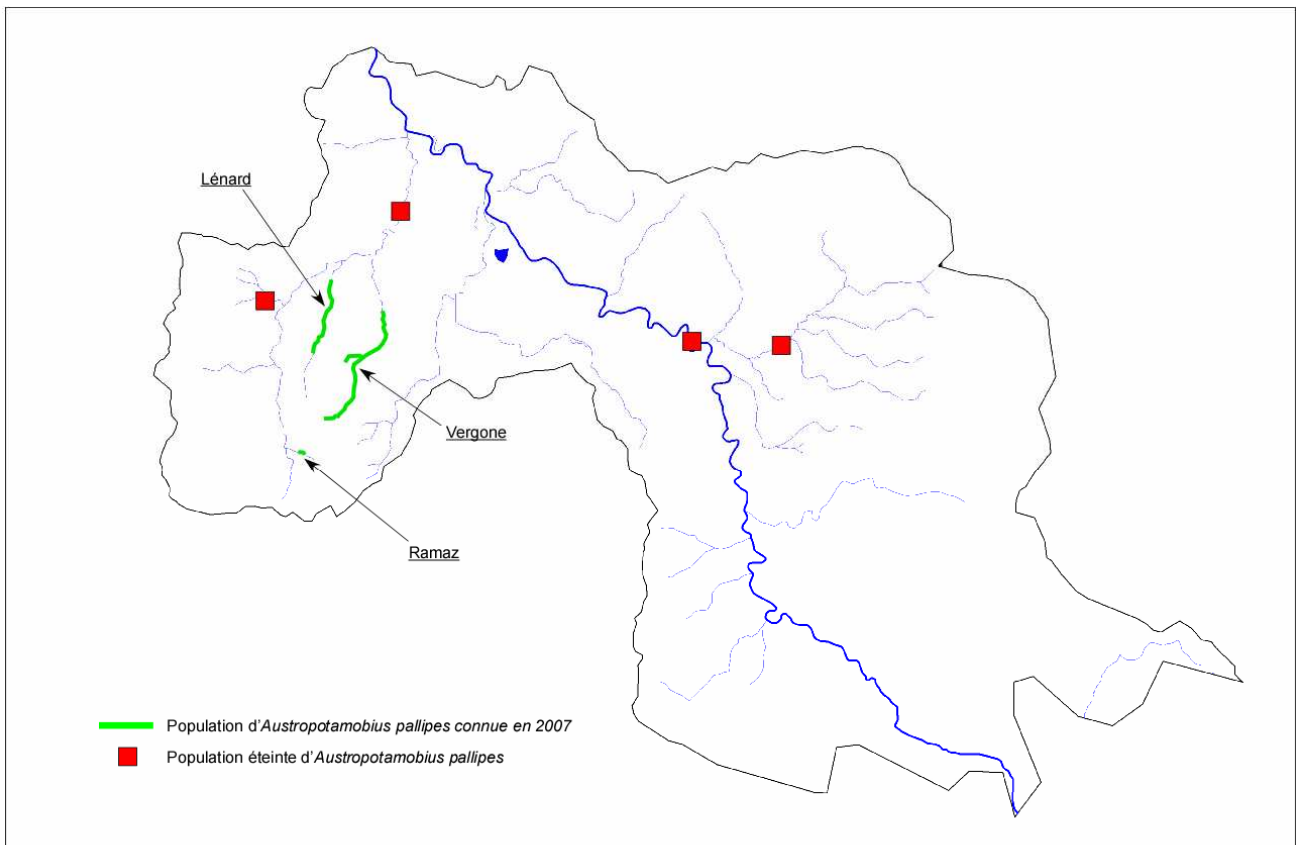 Lénard
Vergone
Ramaz
Population d'Austropotamobius pallipes connue en 2007
Population éteinte d'Austropotamobius pallipes